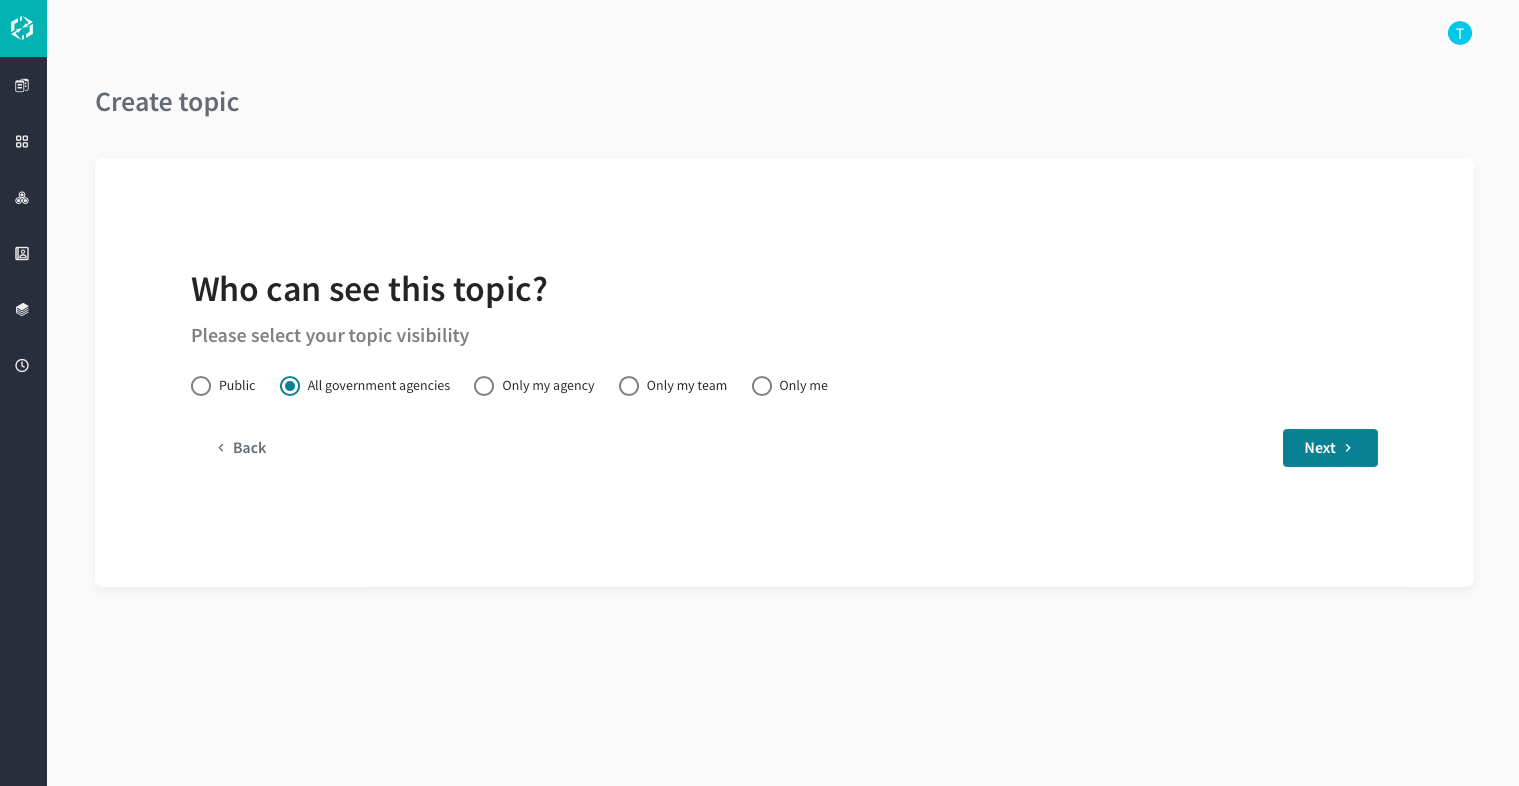 T
Create topic
Who can see this topic?
Please select your topic visibility
Public All government agencies Only my agency Only my team Only me
Back Next